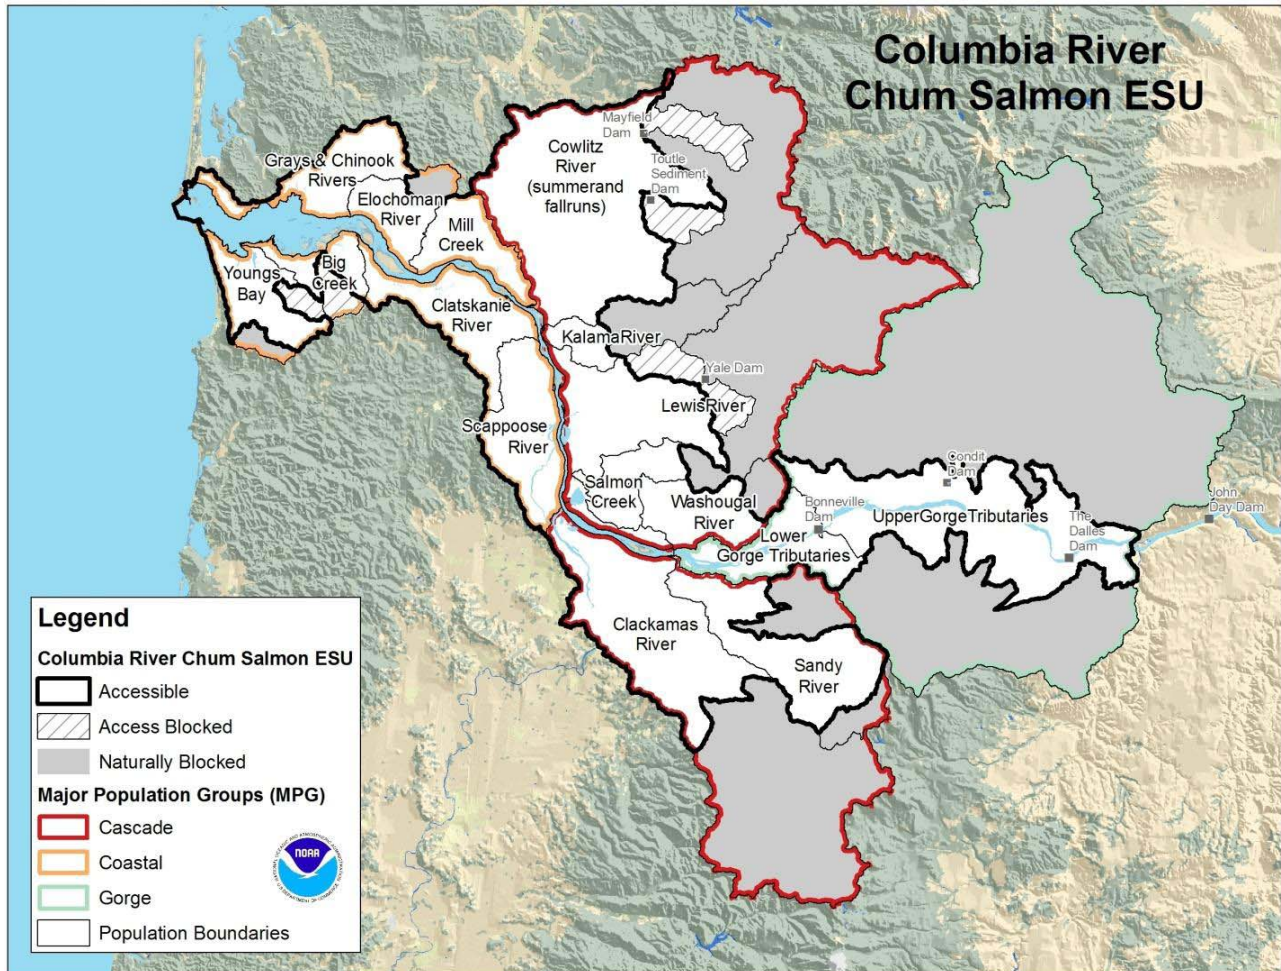 Columbia River
Chum Salmon ESU
Mayfield
Dam
Cowlitz
River
(summerand
fallruns)
Toutle
Sediment
Dam
Grays & Chinook
Rivers
Elochoman
River
Mill
Creek
Youngs
Bay
Big
Creek
Clatskanie
River
KalamaRiver
Yale Dam
LewisRiver
Scappoose
River
Salmon
Creek
Washougal
River
Condit
Dam
Bonneville
Dam
UpperGorgeTributaries
Lower
Gorge Tributaries
The
Dalles
Dam
John
Day Dam
Clackamas
River
Sandy
River
Legend
Columbia River Chum Salmon ESU
Accessible
Access Blocked
Naturally Blocked
Major Population Groups (MPG)
Cascade
Coastal
Gorge
Population Boundaries
NOAA